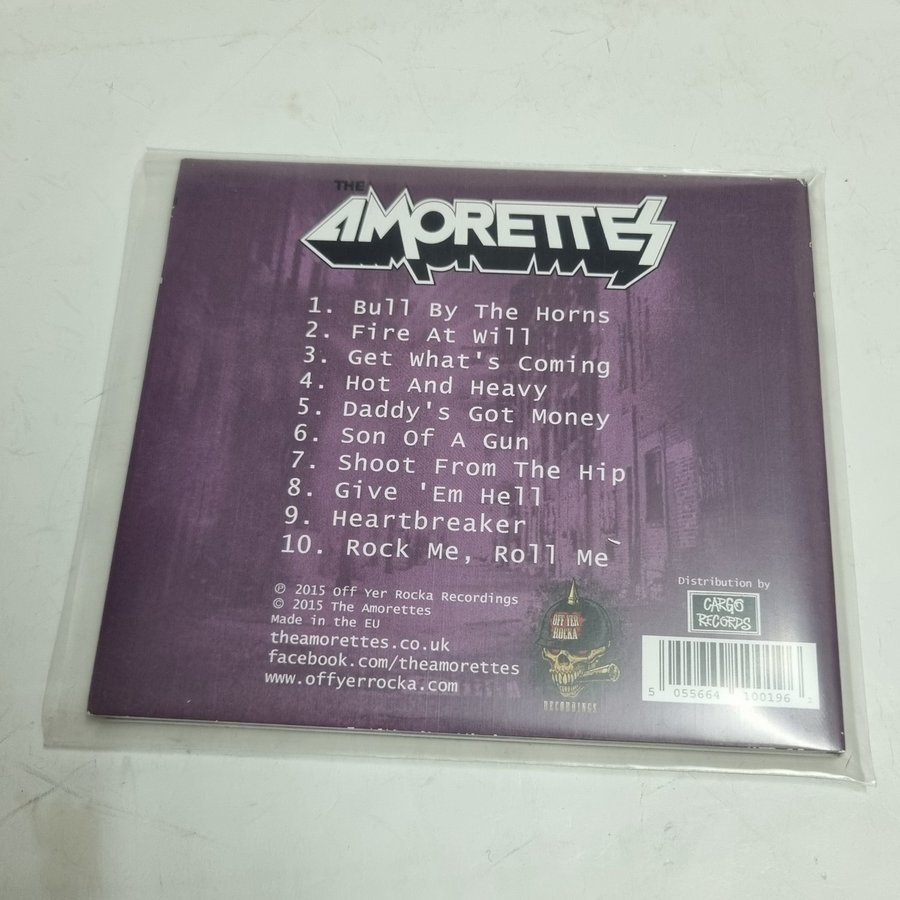 THE
AMORETTES
1. Bull By The Horns
2. Fire At Will
3. Get What's Coming
4. Hot And Heavy
5. Daddy's Got Money
6. Son Of A Gun
7. Shoot From The Hip
8. Give 'Em Hell
9. Heartbreaker
10. Rock Me, Roll Me
℗ 2015 Off Yer Rocka Recordings
© 2015 The Amorettes
Made in the EU
theamorettes.co.uk
facebook.com/theamorettes
www.offyerrocka.com
OFF YER
ROCKA
RECORDINGS
Distribution by
CARGO
RECORDS
5 055664 100196